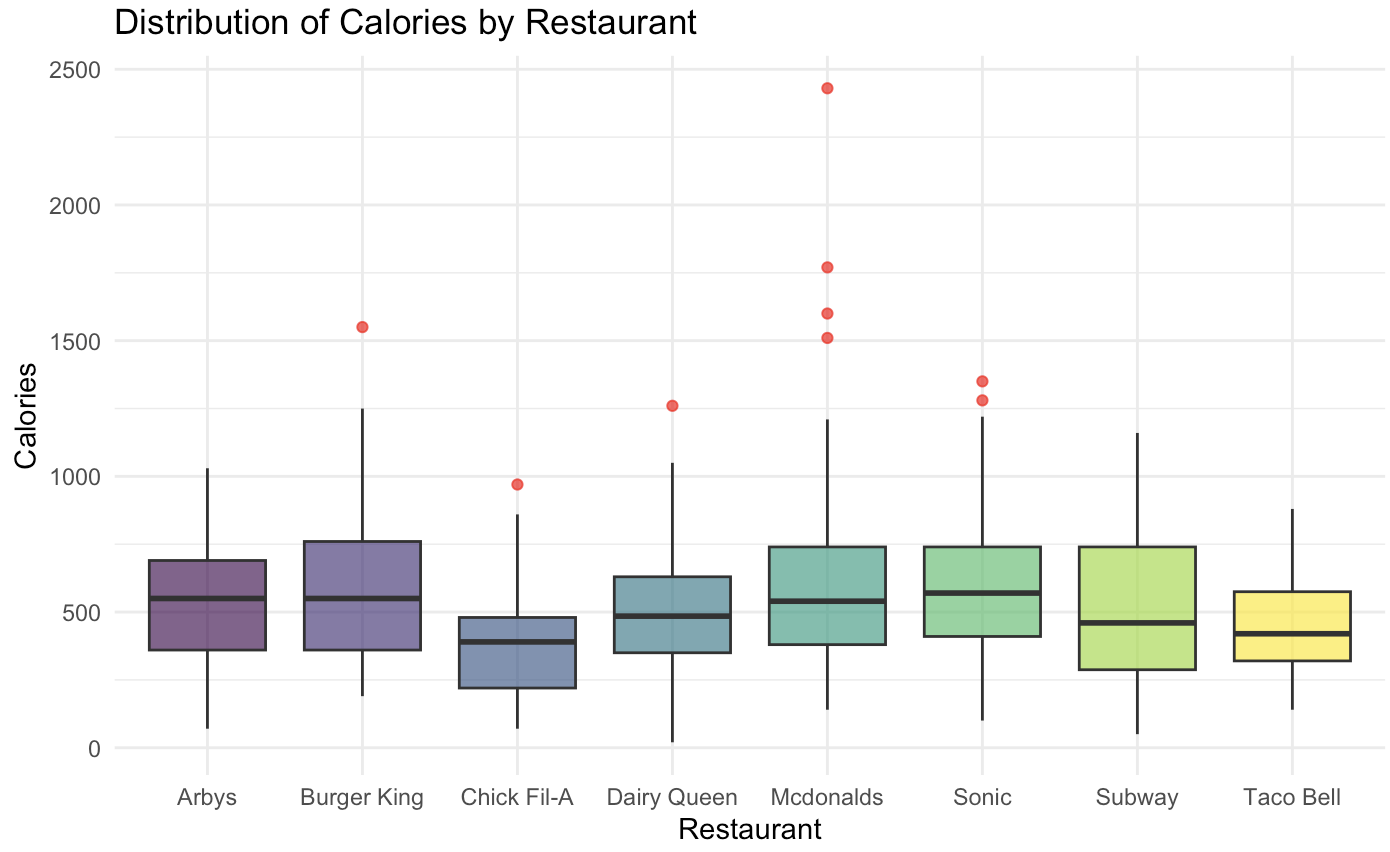 Distribution of Calories by Restaurant
2500
2000
1500
1000
500
0
Calories
Arbys Burger King Chick Fil-A Dairy Queen Mcdonalds Sonic Subway Taco Bell
Restaurant